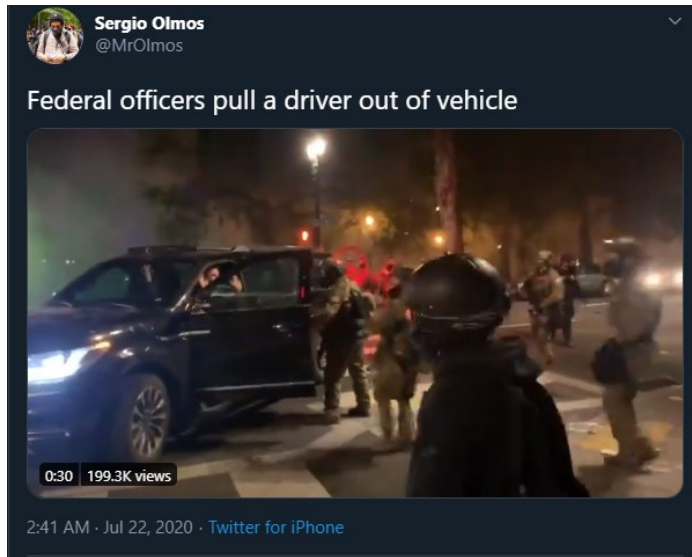 Sergio Olmos
@MrOlmos
Federal officers pull a driver out of vehicle
0:30 199.3K views
2:41 AM · Jul 22, 2020 · Twitter for iPhone